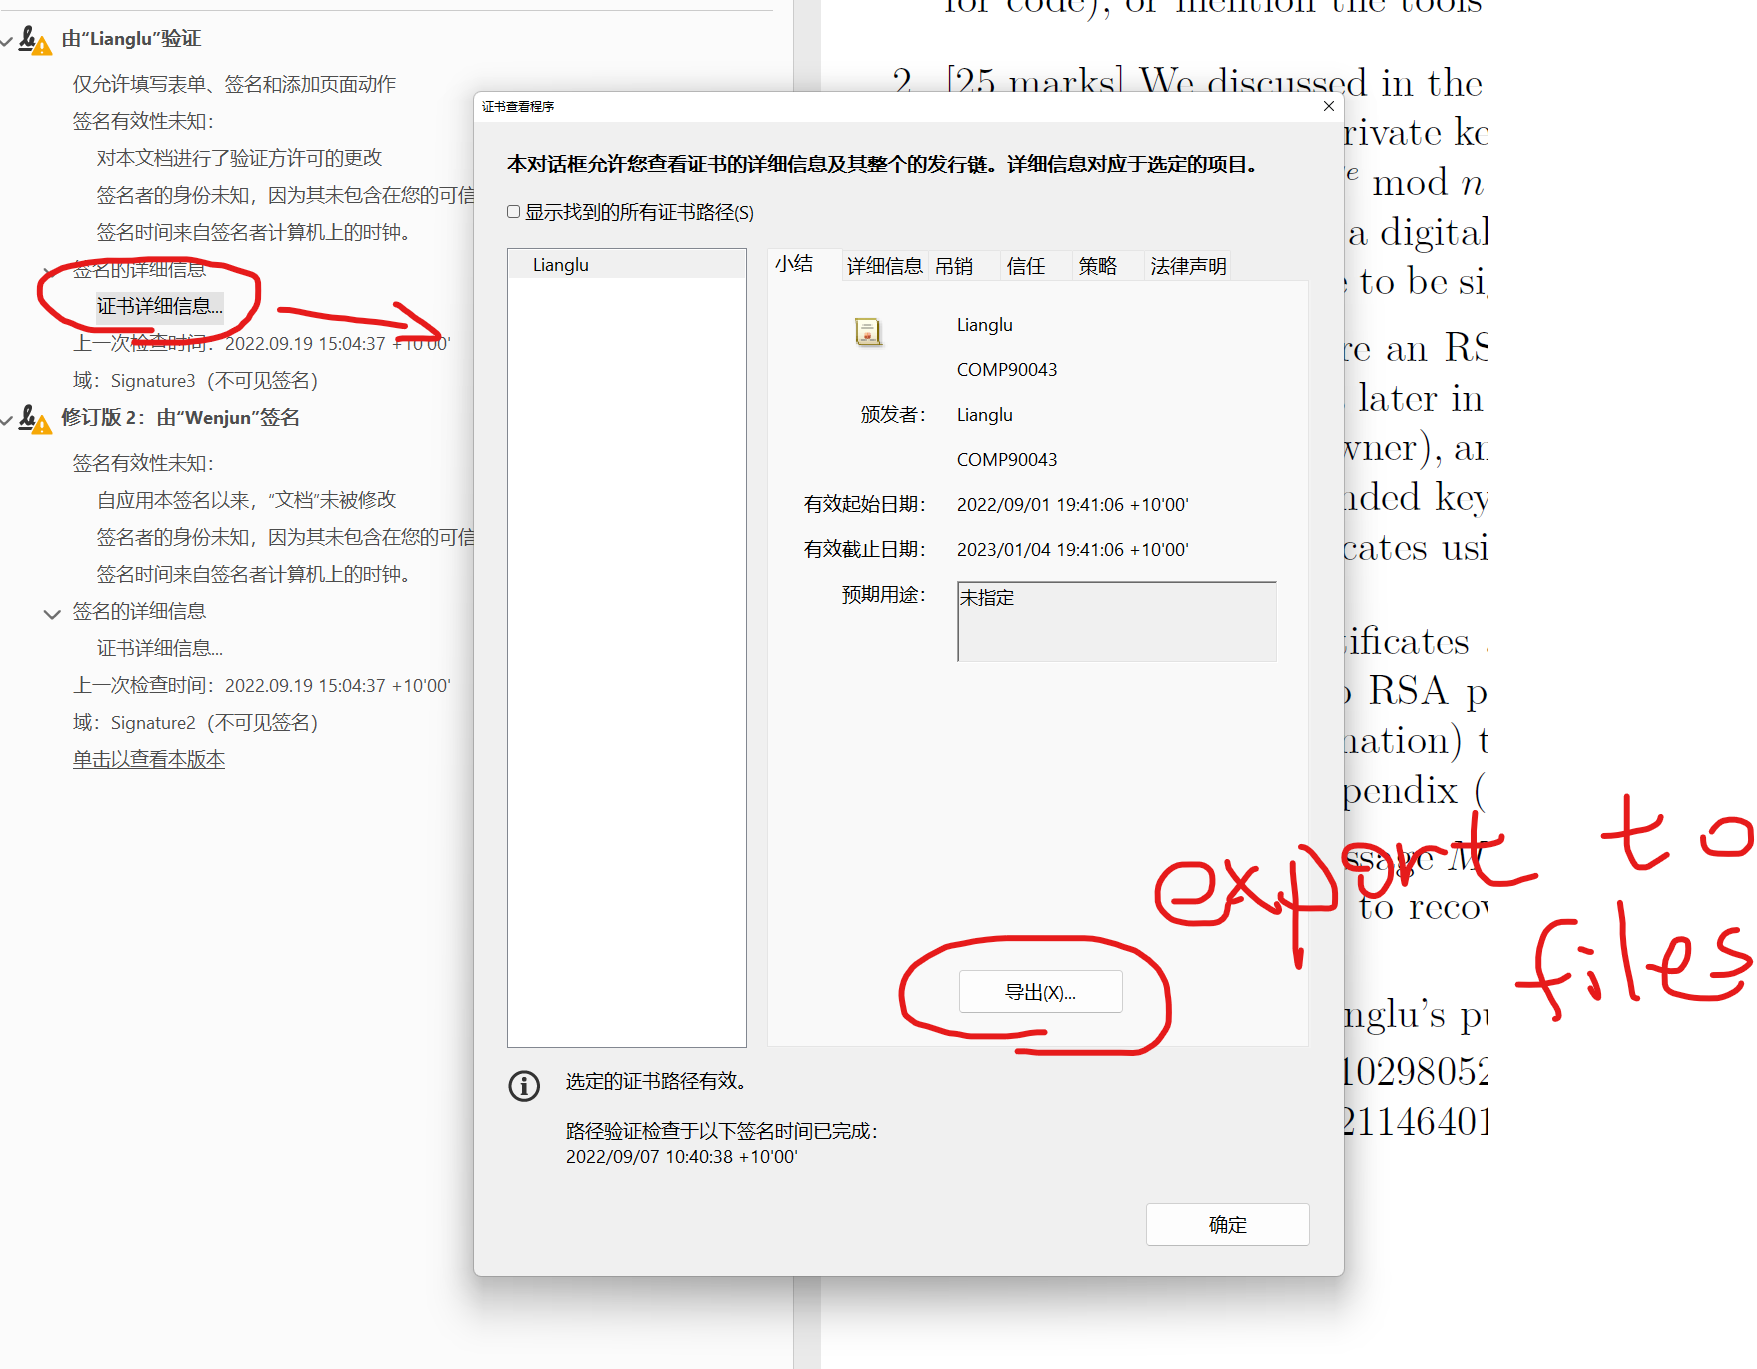 由“Lianglu”验证
仅允许填写表单、签名和添加页面动作
签名有效性未知：
对本文档进行了验证方许可的更改
签名者的身份未知，因为其未包含在您的可信
签名时间来自签名者计算机上的时钟。
签名的详细信息
证书详细信息...
上一次检查时间：2022.09.19 15:04:37 +10'00'
域：Signature3（不可见签名）
修订版 2：由“Wenjun”签名
签名有效性未知：
自应用本签名以来，“文档”未被修改
签名者的身份未知，因为其未包含在您的可信
签名时间来自签名者计算机上的时钟。
签名的详细信息
证书详细信息...
上一次检查时间：2022.09.19 15:04:37 +10'00'
域：Signature2（不可见签名）
单击以查看本版本
证书查看程序
本对话框允许您查看证书的详细信息及其整个的发行链。详细信息对应于选定的项目。
显示找到的所有证书路径(S)
Lianglu
小结 详细信息 吊销 信任 策略 法律声明
Lianglu
COMP90043
颁发者： Lianglu
COMP90043
有效起始日期： 2022/09/01 19:41:06 +10'00'
有效截止日期： 2023/01/04 19:41:06 +10'00'
预期用途： 未指定
导出(X)...
选定的证书路径有效。
路径验证检查于以下签名时间已完成：
2022/09/07 10:40:38 +10'00'
确定
for code), or mention the tools
2. [25 marks] We discussed in the
rivate ke
e mod n
a digital
to be si
re an RS
later in
wner), an
nded key
cates usi
tificates
RSA p
nation) t
pendix (
ssage M
to recov
nglu's pu
10298052
21146401
export to
files